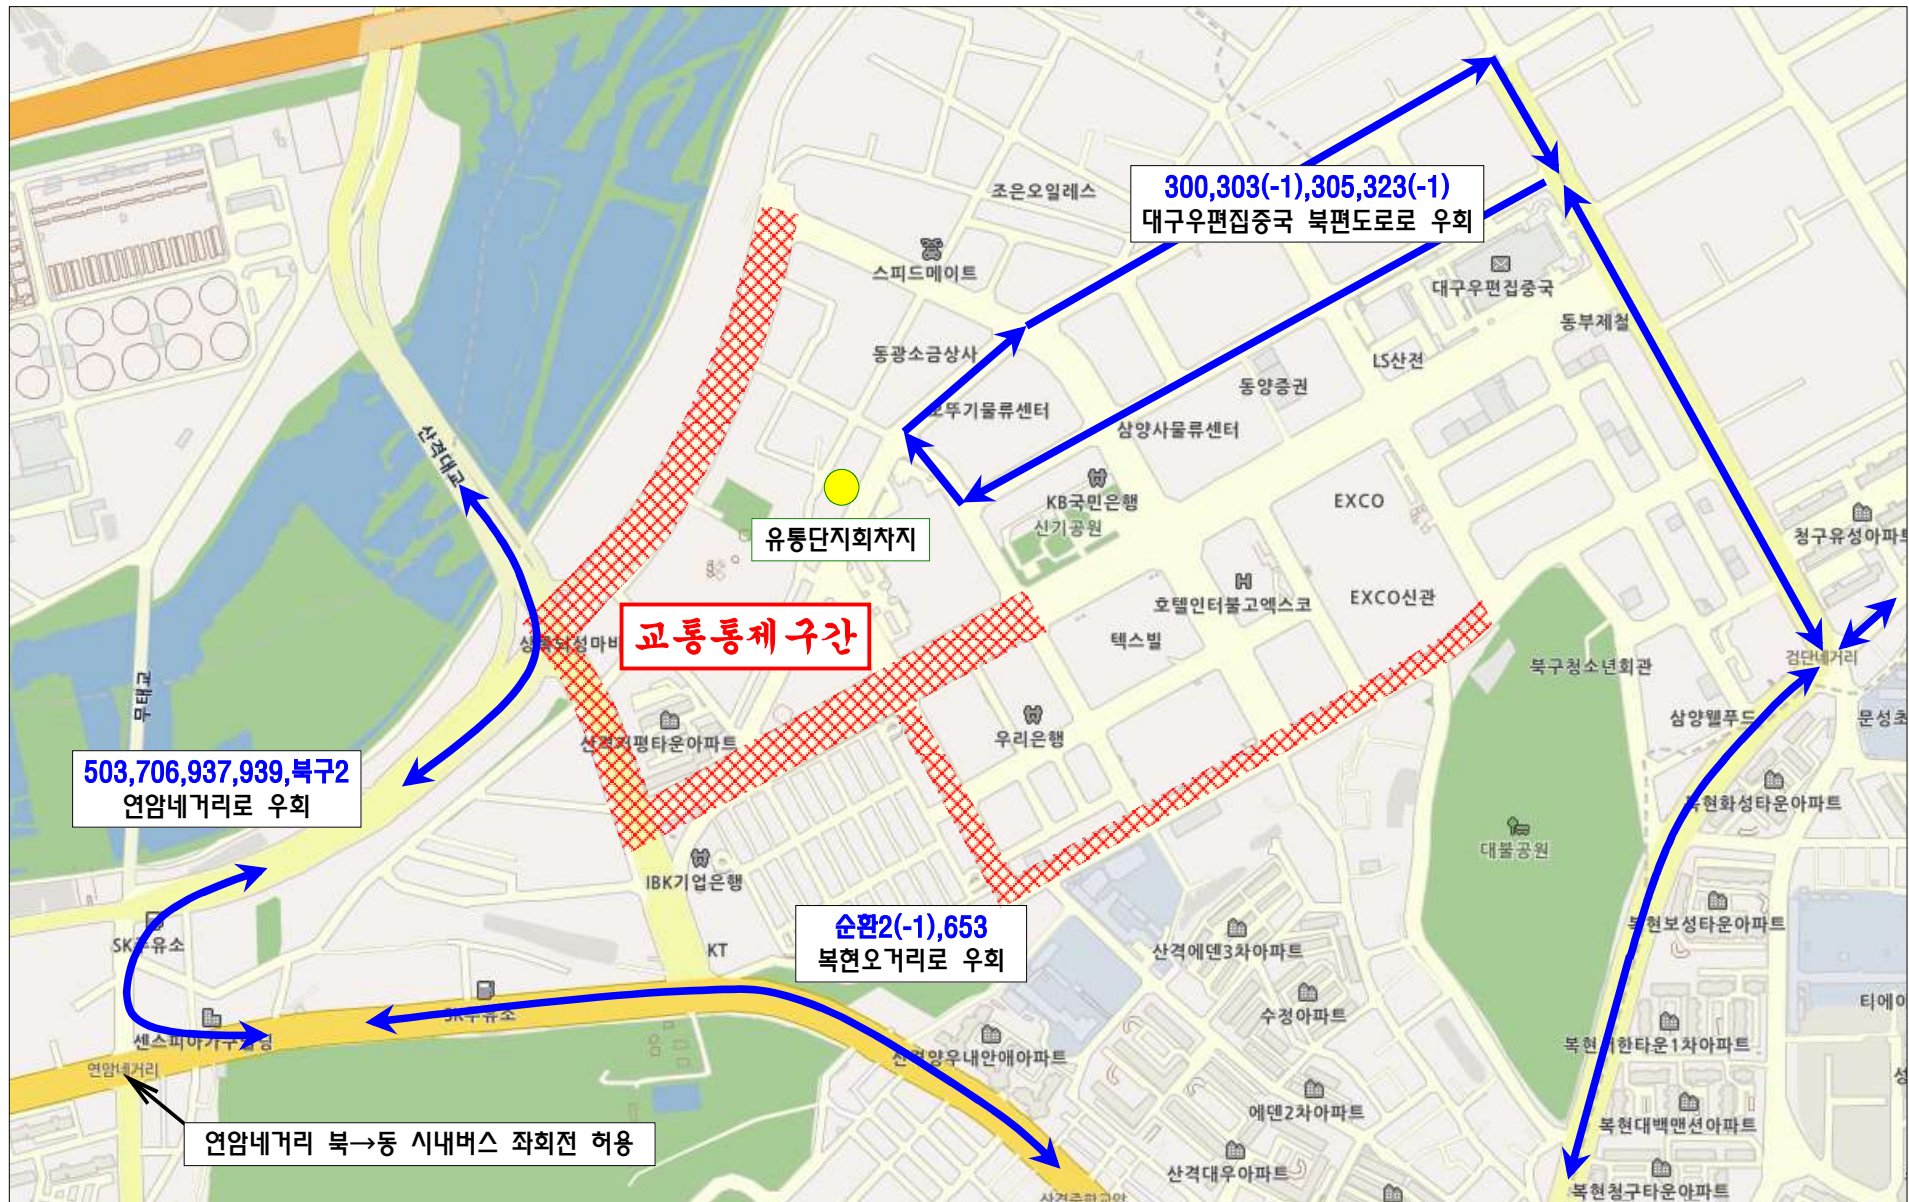 조은오일레스
300,303(-1),305,323(-1)
대구우편집중국 북편도로로 우회
스피드메이트
대구우편집중국
동부제철
동광소금상사
LS산전
동양증권
오뚜기물류센터
삼양사물류센터
산격대교
KB국민은행
신기공원
EXCO
유통단지회차지
청구유성아파트
호텔인터불고엑스코
EXCO신관
교통통제구간
텍스빌
검단네거리
북구청소년회관
무태교
산격저평타운아파트
우리은행
삼양웰푸드
문성초
503,706,937,939,북구2
연암네거리로 우회
복현화성타운아파트
대불공원
IBK기업은행
순환2(-1),653
복현오거리로 우회
복현보성타운아파트
SK주유소
KT
산격에덴3차아파트
SK주유소
수정아파트
티에이
센스피아가구빌딩
산격양우내안애아파트
복현서한타운1차아파트
연암네거리
에덴2차아파트
복현대백맨션아파트
연암네거리 북→동 시내버스 좌회전 허용
산격대우아파트
복현청구타운아파트